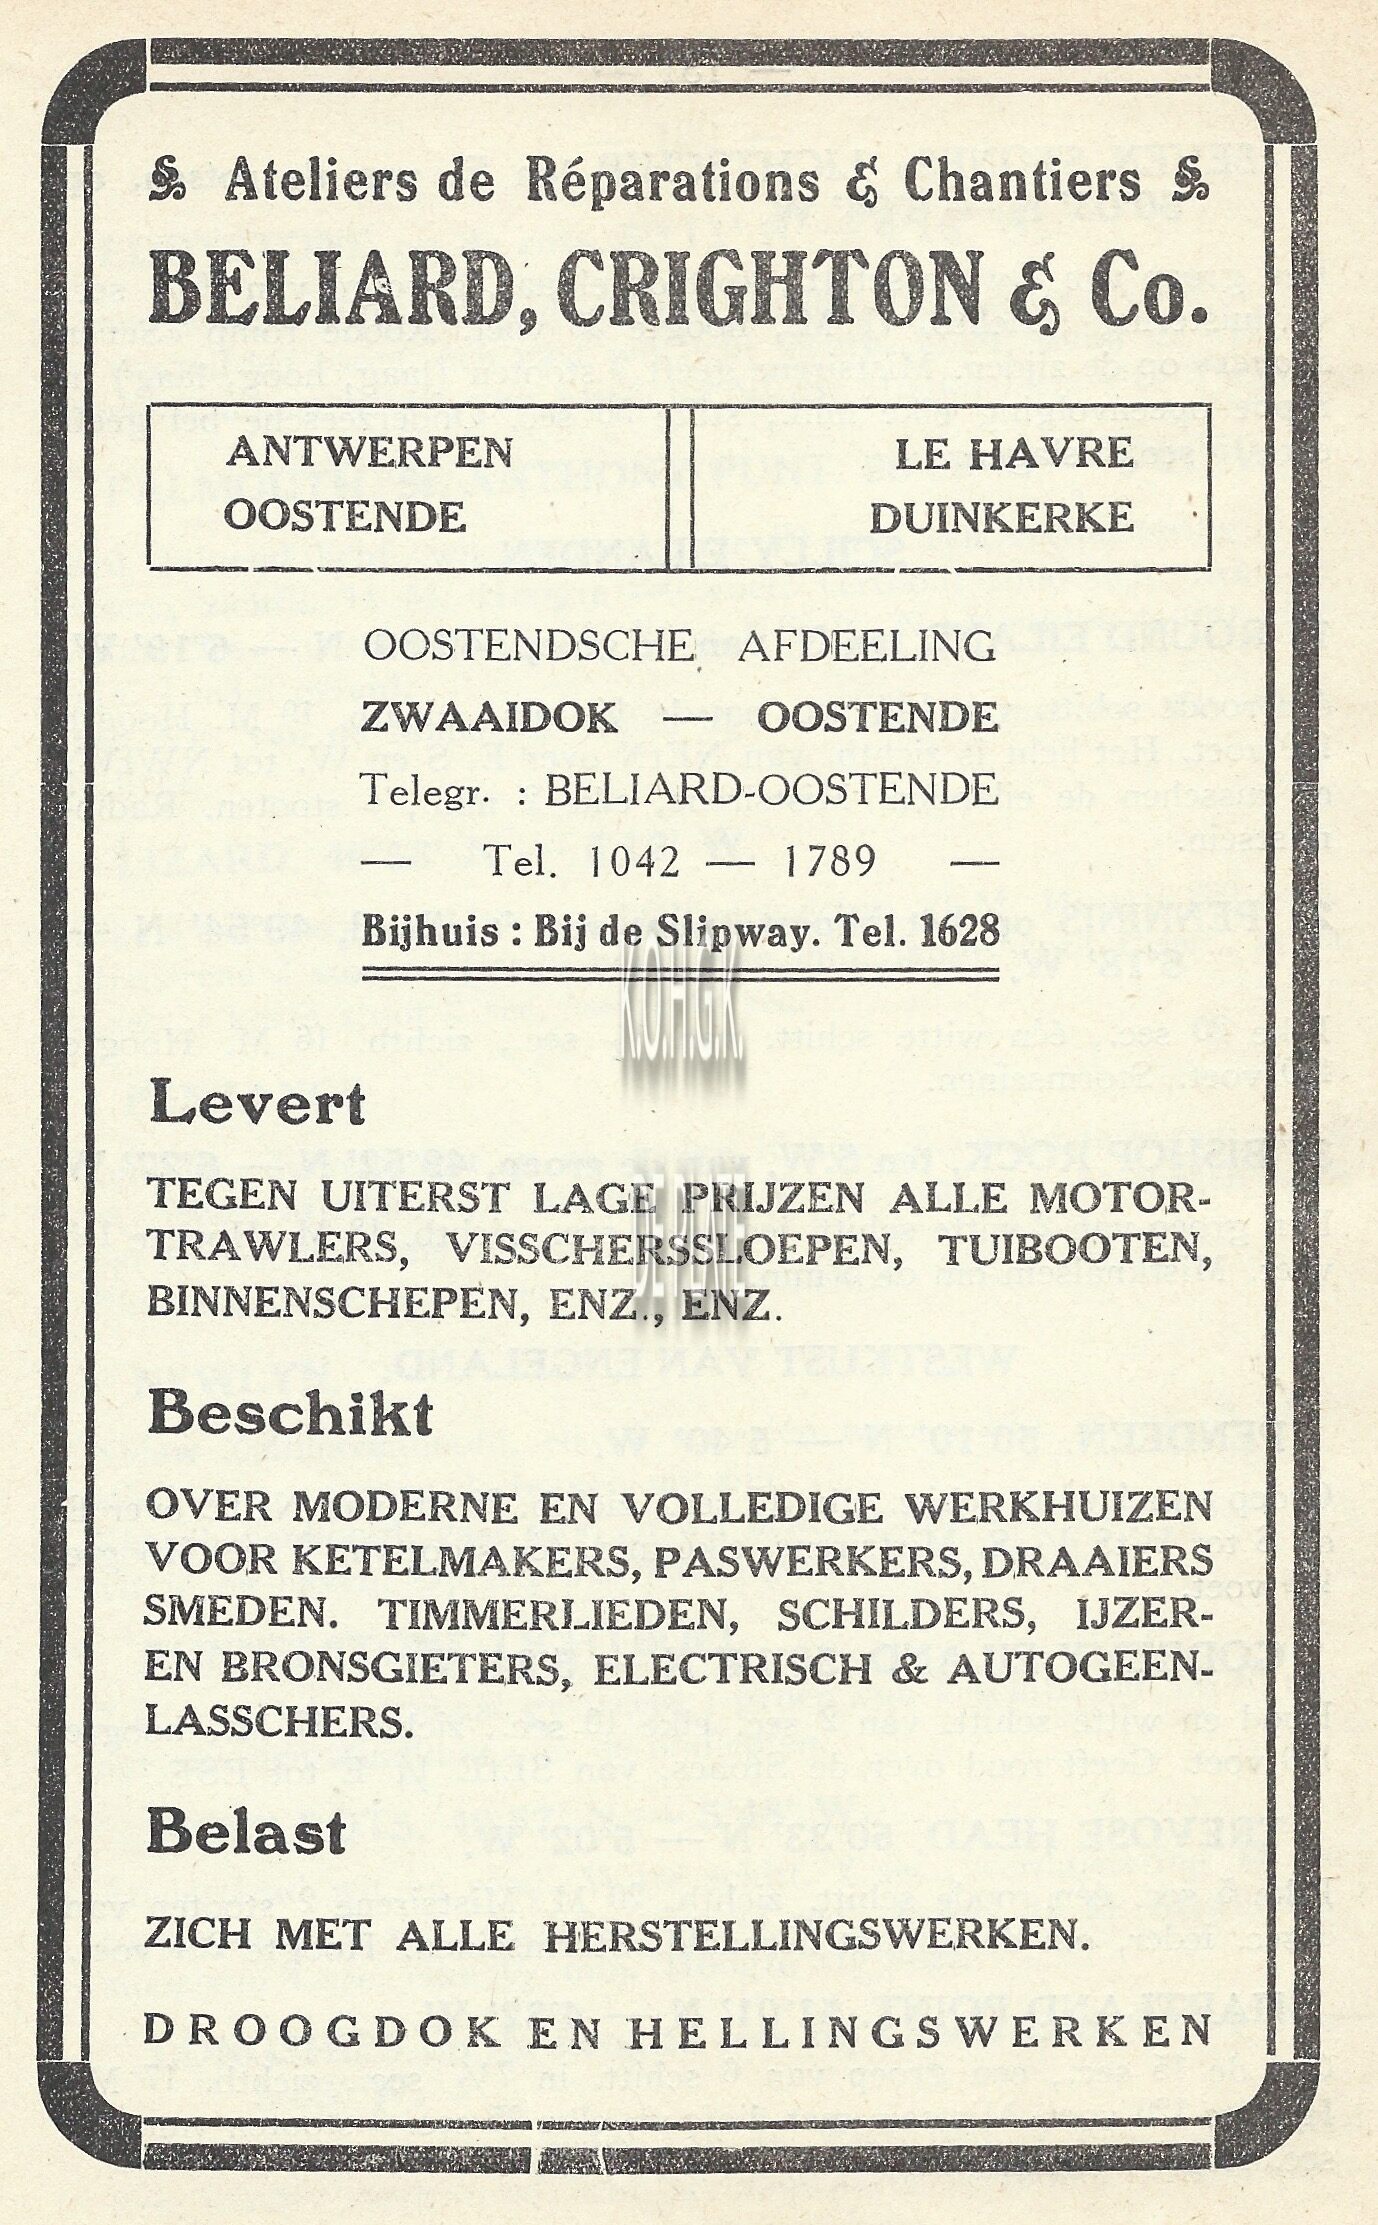 §. Ateliers de Réparations & Chantiers §.
BELIARD, CRIGHTON & Co.
ANTWERPEN
OOSTENDE
LE HAVRE
DUINKERKE
OOSTENDSCHE AFDEELING
ZWAAIDOK — OOSTENDE
Telegr. : BELIARD-OOSTENDE
— Tel. 1042 — 1789 —
Bijhuis : Bij de Slipway. Tel. 1628
K.O.H.G.K.
Levert
TEGEN UITERST LAGE PRIJZEN ALLE MOTOR-
TRAWLERS, VISSCHERSSLOEPEN, TUIBOOTEN,
BINNENSCHEPEN, ENZ., ENZ.
DE PLATE
Beschikt
OVER MODERNE EN VOLLEDIGE WERKHUIZEN
VOOR KETELMAKERS, PASWERKERS, DRAAIERS
SMEDEN. TIMMERLIEDEN, SCHILDERS, IJZER-
EN BRONSGIETERS, ELECTRISCH & AUTOGEEN-
LASSCHERS.
Belast
ZICH MET ALLE HERSTELLINGSWERKEN.
DROOGDOK EN HELLINGSWERKEN